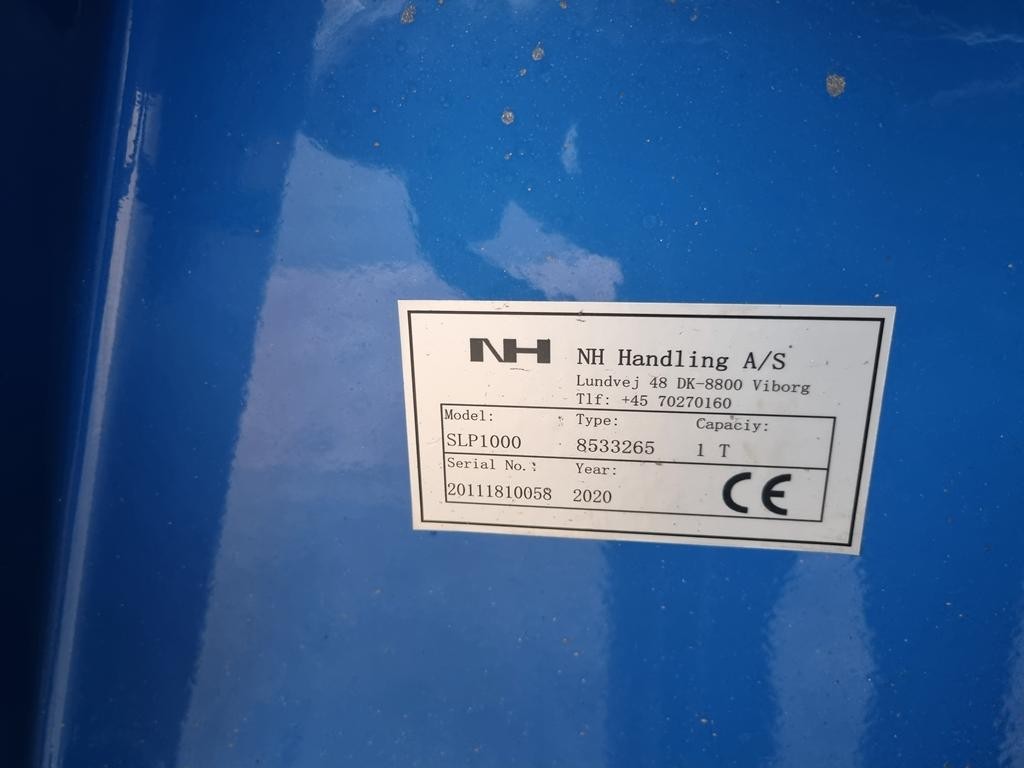 NH NH Handling A/S
Lundvej 48 DK-8800 Viborg
Tlf: +45 70270160
Model: Type: Capaciy:
SLP1000 8533265 1 T
Serial No.: Year:
20111810058 2020 CE